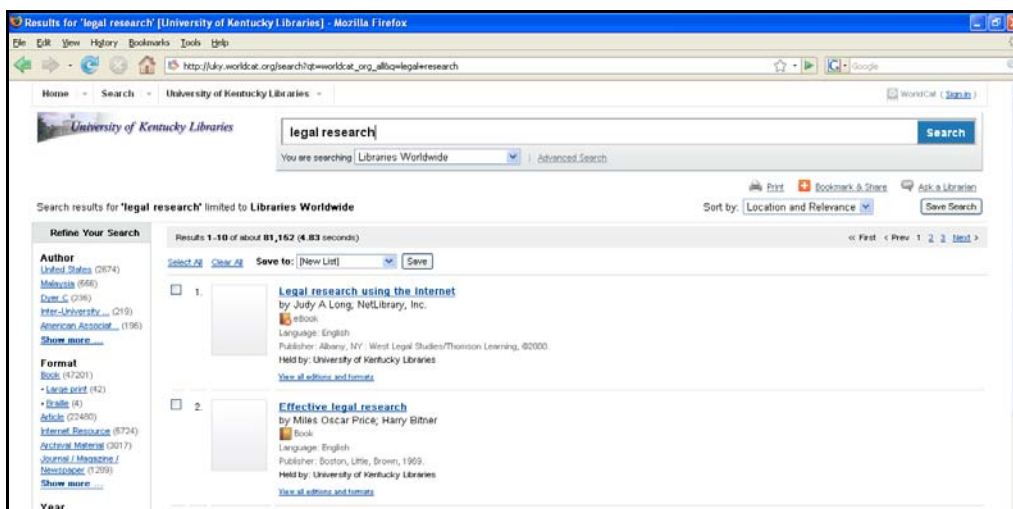 Results for 'legal research' [University of Kentucky Libraries] - Mozilla Firefox
File Edit View History Bookmarks Tools Help
http://uky.worldcat.org/search?qt=worldcat_org_all&q=legal+research
Google
Home Search University of Kentucky Libraries
WorldCat ( Sign in )
University of Kentucky Libraries
legal research
Search
You are searching Libraries Worldwide | Advanced Search
Print Bookmark & Share Ask a Librarian
Search results for 'legal research' limited to Libraries Worldwide
Sort by: Location and Relevance Save Search
Refine Your Search
Results 1-10 of about 81,162 (4.83 seconds)
« First < Prev 1 2 3 Next >
Select All Clear All Save to: [New List] Save
Author
United States (2674)
Malaysia (666)
Dyer C (236)
Inter-University ... (219)
American Associat... (196)
Show more ...
Format
Book (47201)
• Large print (42)
• Braille (4)
Article (22480)
Internet Resource (5724)
Archival Material (3017)
Journal / Magazine /
Newspaper (1299)
Show more ...
Year
1.
Legal research using the Internet
by Judy A Long; NetLibrary, Inc.
eBook
Language: English
Publisher: Albany, NY : West Legal Studies/Thomson Learning, ©2000.
Held by: University of Kentucky Libraries
View all editions and formats
2.
Effective legal research
by Miles Oscar Price; Harry Bitner
Book
Language: English
Publisher: Boston, Little, Brown, 1969.
Held by: University of Kentucky Libraries
View all editions and formats